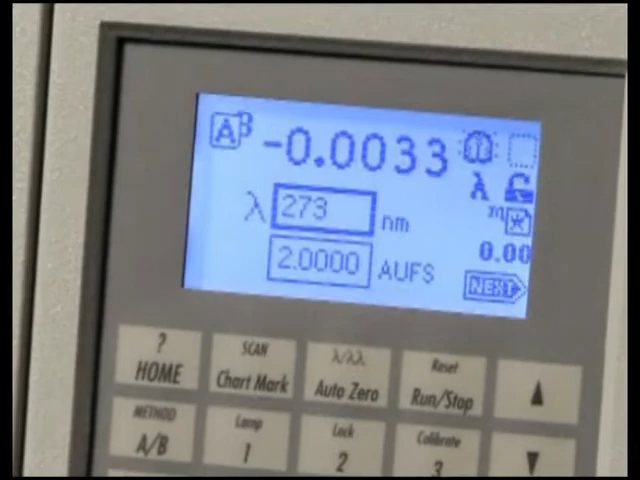 AB -0.0033
λ 273 nm
λ
0.00
2.0000 AUFS
NEXT
? SCAN λ/λλ Reset
HOME Chart Mark Auto Zero Run/Stop
METHOD Lamp Lock Calibrate
A/B 1 2 3